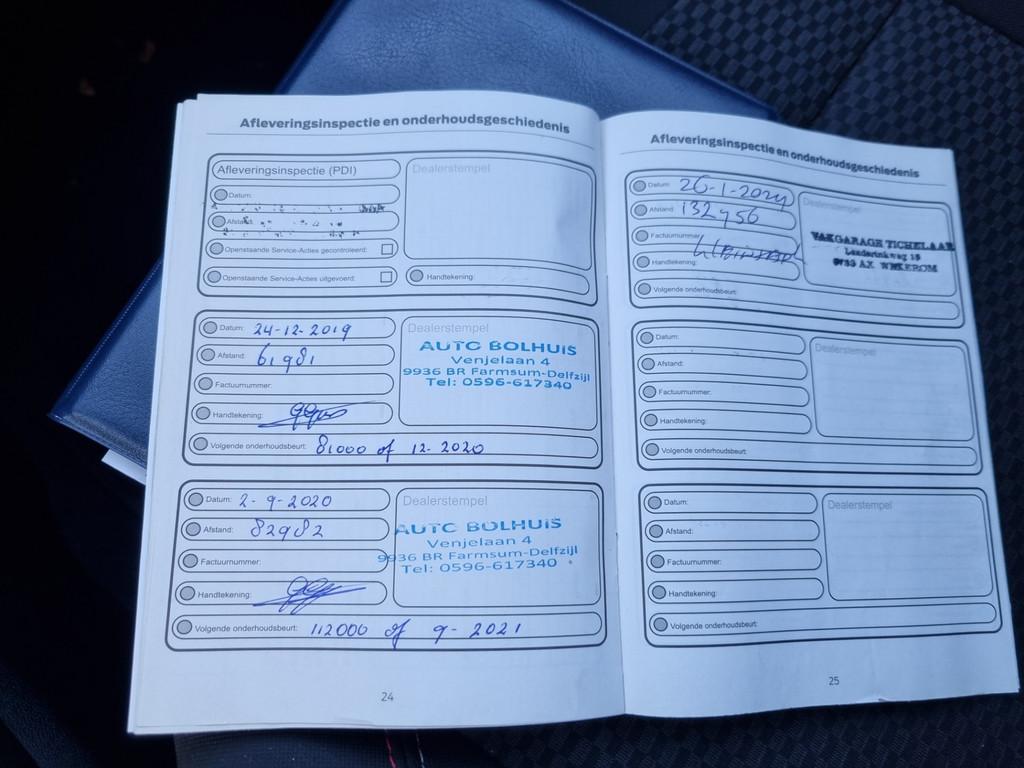 Afleveringsinspectie en onderhoudsgeschiedenis
Afleveringsinspectie (PDI)
Dealerstempel
Datum:
Afstand:
Openstaande Service-Acties gecontroleerd:
Openstaande Service-Acties uitgevoerd:
Handtekening:
Datum: 24-12-2019
Dealerstempel
Afstand: 61981
AUTO BOLHUIS
Venjelaan 4
9936 BR Farmsum-Delfzijl
Tel: 0596-617340
Factuurnummer:
Handtekening:
Volgende onderhoudsbeurt: 81000 of 12-2020
Datum: 2-9-2020
Dealerstempel
Afstand: 82982
AUTO BOLHUIS
Venjelaan 4
9936 BR Farmsum-Delfzijl
Tel: 0596-617340
Factuurnummer:
Handtekening:
Volgende onderhoudsbeurt: 112000 of 9-2021
24
Afleveringsinspectie en onderhoudsgeschiedenis
Datum: 26-1-2024
Dealerstempel
Afstand: 132456
VAKGARAGE TICHELAAR
Factuurnummer:
Handtekening:
Volgende onderhoudsbeurt:
Datum:
Dealerstempel
Afstand:
Factuurnummer:
Handtekening:
Volgende onderhoudsbeurt:
Datum:
Dealerstempel
Afstand:
Factuurnummer:
Handtekening:
Volgende onderhoudsbeurt:
25